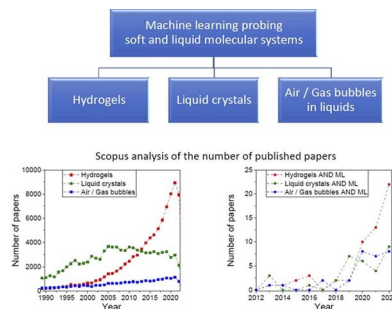 Machine learning probing
soft and liquid molecular systems
Hydrogels
Liquid crystals
Air / Gas bubbles
in liquids
Scopus analysis of the number of published papers
Number of papers
10000
8000
6000
4000
2000
0
Hydrogels
Liquid crystals
Air / Gas bubbles
1990 1995 2000 2005 2010 2015 2020
Year
Number of papers
25
20
15
10
5
0
Hydrogels AND ML
Liquid crystals AND ML
Air / Gas bubbles AND ML
2012 2014 2016 2018 2020 2022
Year